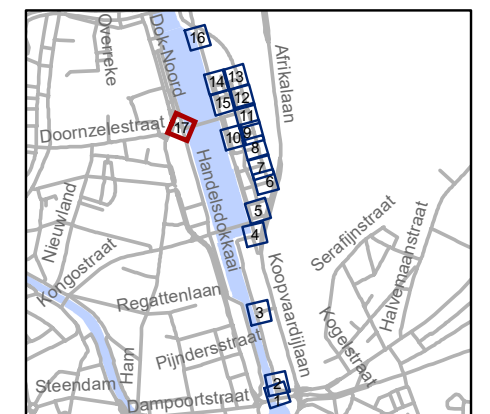 Overreke
Dok-Noord
16
Afrikalaan
14
13
15
12
11
Doornzelestraat
17
10
9
8
7
6
Handelsdokkaai
Nieuwland
5
4
Serafijnstraat
Halvemaanstraat
Kongostraat
Koopvaardijlaan
Regattenlaan
3
Kogelstraat
Pijndersstraat
Ham
Steendam
2
1
Dampoortstraat